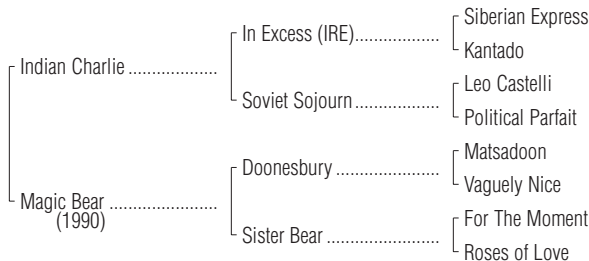 Siberian Express
In Excess (IRE)...................
Kantado
Indian Charlie ....................
Leo Castelli
Soviet Sojourn...................
Political Parfait
Matsadoon
Doonesbury .......................
Vaguely Nice
Magic Bear ........................
(1990)
For The Moment
Sister Bear .........................
Roses of Love